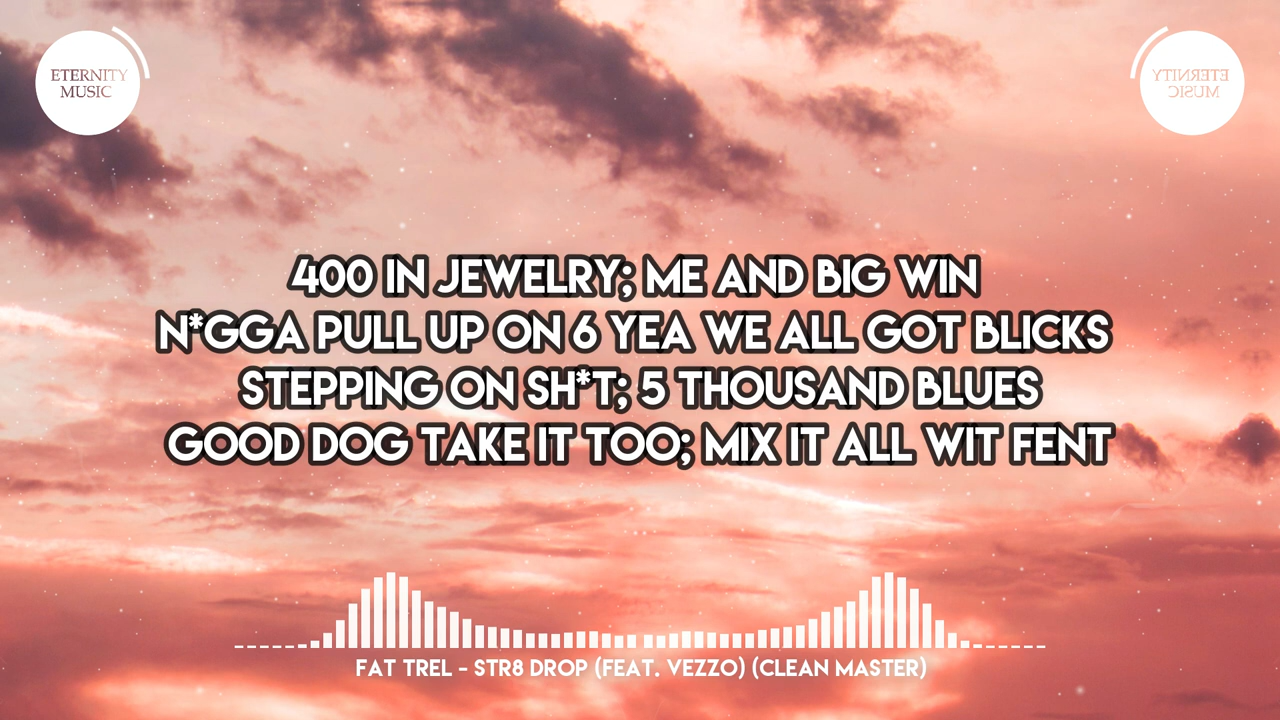 ETERNITY
MUSIC
ETERNITY
MUSIC
400 IN JEWELRY; ME AND BIG WIN
N*GGA PULL UP ON 6 YEA WE ALL GOT BLICKS
STEPPING ON SH*T; 5 THOUSAND BLUES
GOOD DOG TAKE IT TOO; MIX IT ALL WIT FENT
FAT TREL - STR8 DROP (FEAT. VEZZO) (CLEAN MASTER)